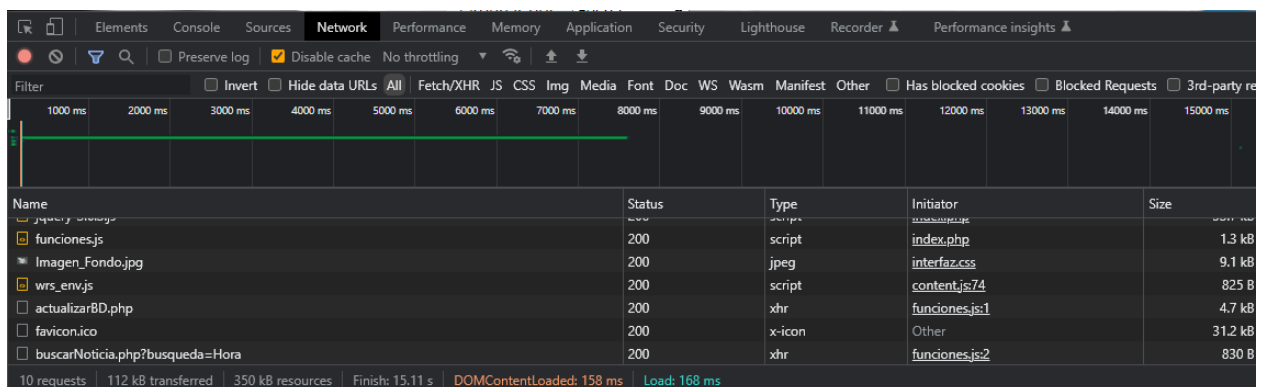 Elements Console Sources Network Performance Memory Application Security Lighthouse Recorder Performance insights
Preserve log Disable cache No throttling
Filter Invert Hide data URLs All Fetch/XHR JS CSS Img Media Font Doc WS Wasm Manifest Other Has blocked cookies Blocked Requests 3rd-party re
1000 ms 2000 ms 3000 ms 4000 ms 5000 ms 6000 ms 7000 ms 8000 ms 9000 ms 10000 ms 11000 ms 12000 ms 13000 ms 14000 ms 15000 ms
Name Status Type Initiator Size
funciones.js 200 script index.php 1.3 kB
Imagen_Fondo.jpg 200 jpeg interfaz.css 9.1 kB
wrs_env.js 200 script content.js:74 825 B
actualizarBD.php 200 xhr funciones.js:1 4.7 kB
favicon.ico 200 x-icon Other 31.2 kB
buscarNoticia.php?busqueda=Hora 200 xhr funciones.js:2 830 B
10 requests 112 kB transferred 350 kB resources Finish: 15.11 s DOMContentLoaded: 158 ms Load: 168 ms